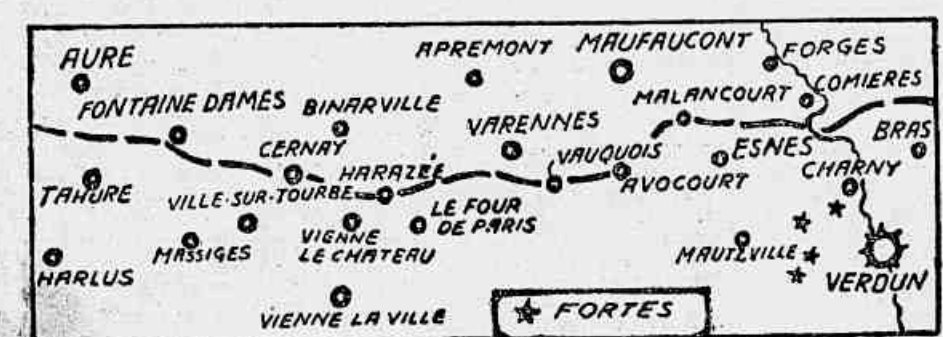 AURE
APREMONT
MAUFAUCONT
FORGES
FONTAINE DAMES
BINARVILLE
MALANCOURT
COMIERES
CERNAY
VARENNES
BRAS
HARAZÉE
VAUQUOIS
ESNES
TAHURE
VILLE-SUR-TOURBE
AVOCOURT
CHARNY
MASSIGES
VIENNE
LE CHATEAU
LE FOUR
DE PARIS
MAUTLVILLE
HARLUS
VERDUN
VIENNE LA VILLE
FORTES